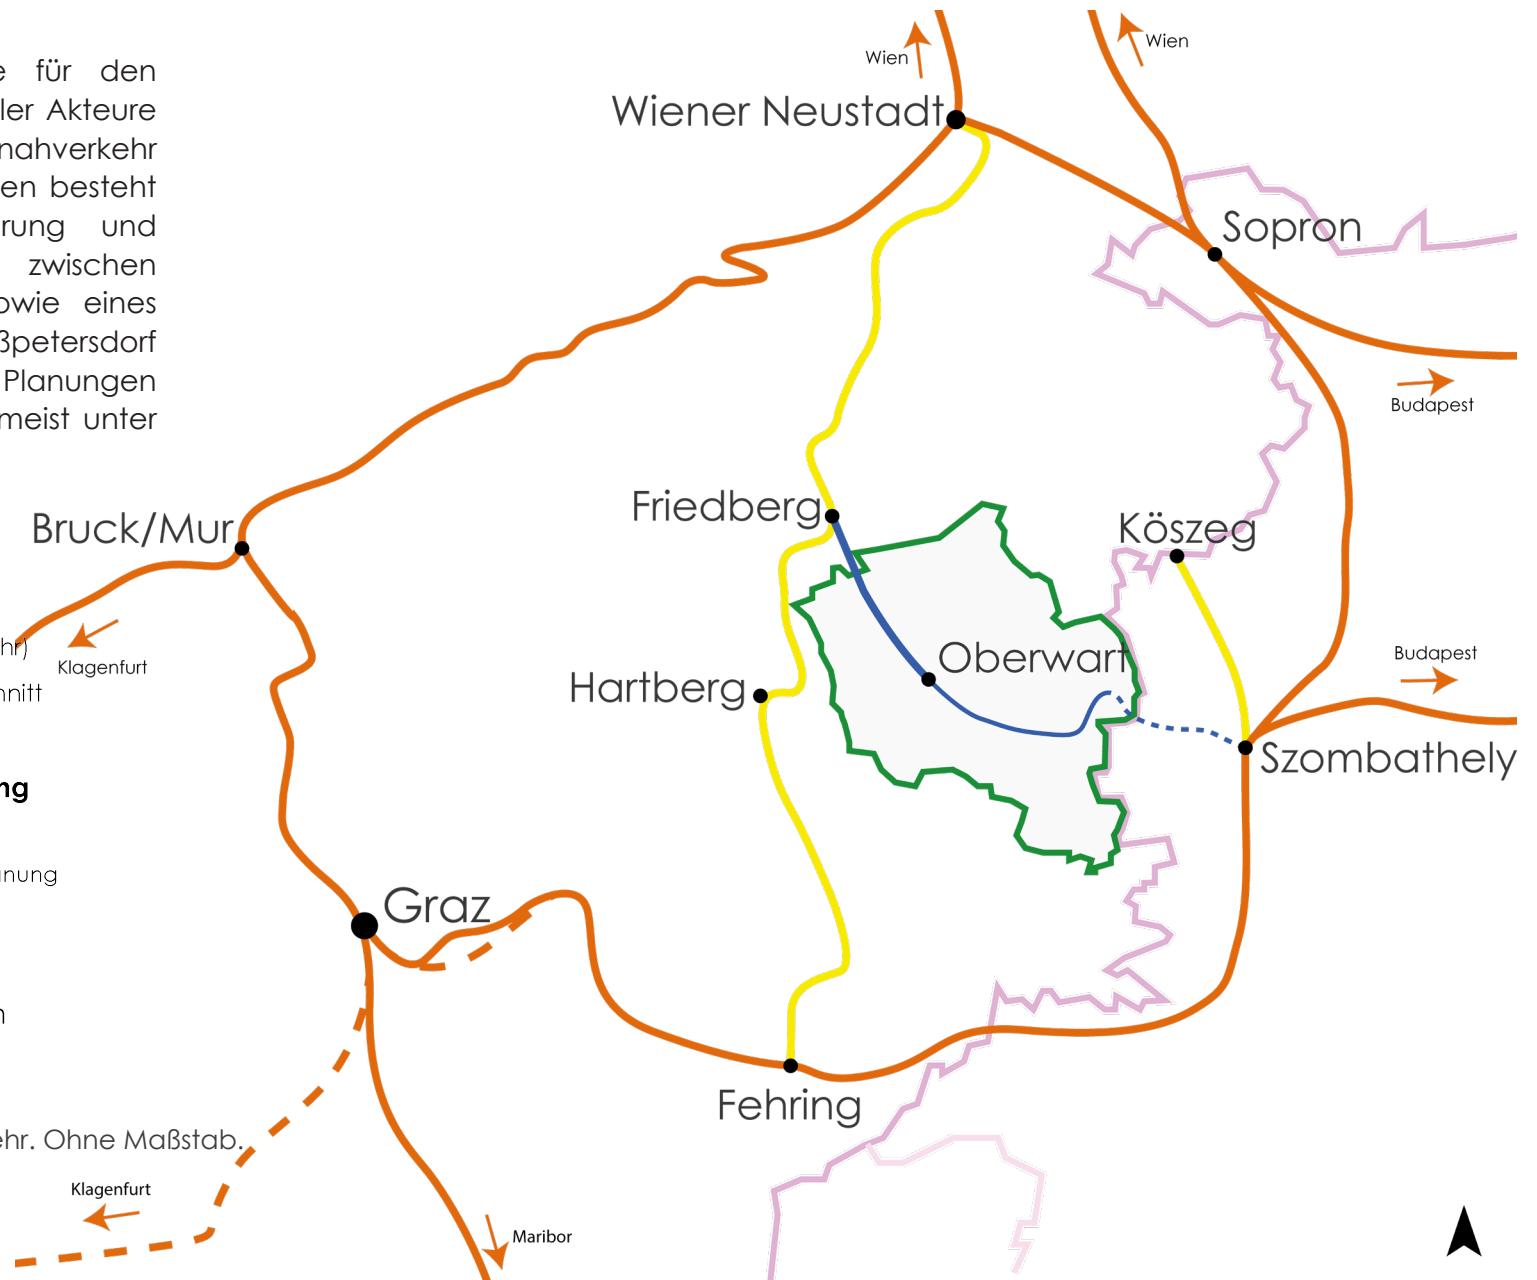 für den
Akteure
nahverkehr
besteht
und
zwischen
eines
Planungen
meist unter
Wien
Wien
Wiener Neustadt
Sopron
Budapest
Friedberg
Köszeg
Bruck/Mur
Klagenfurt
Oberwart
Budapest
Hartberg
Szombathely
Graz
Fehring
Ohne Maßstab.
Klagenfurt
Maribor